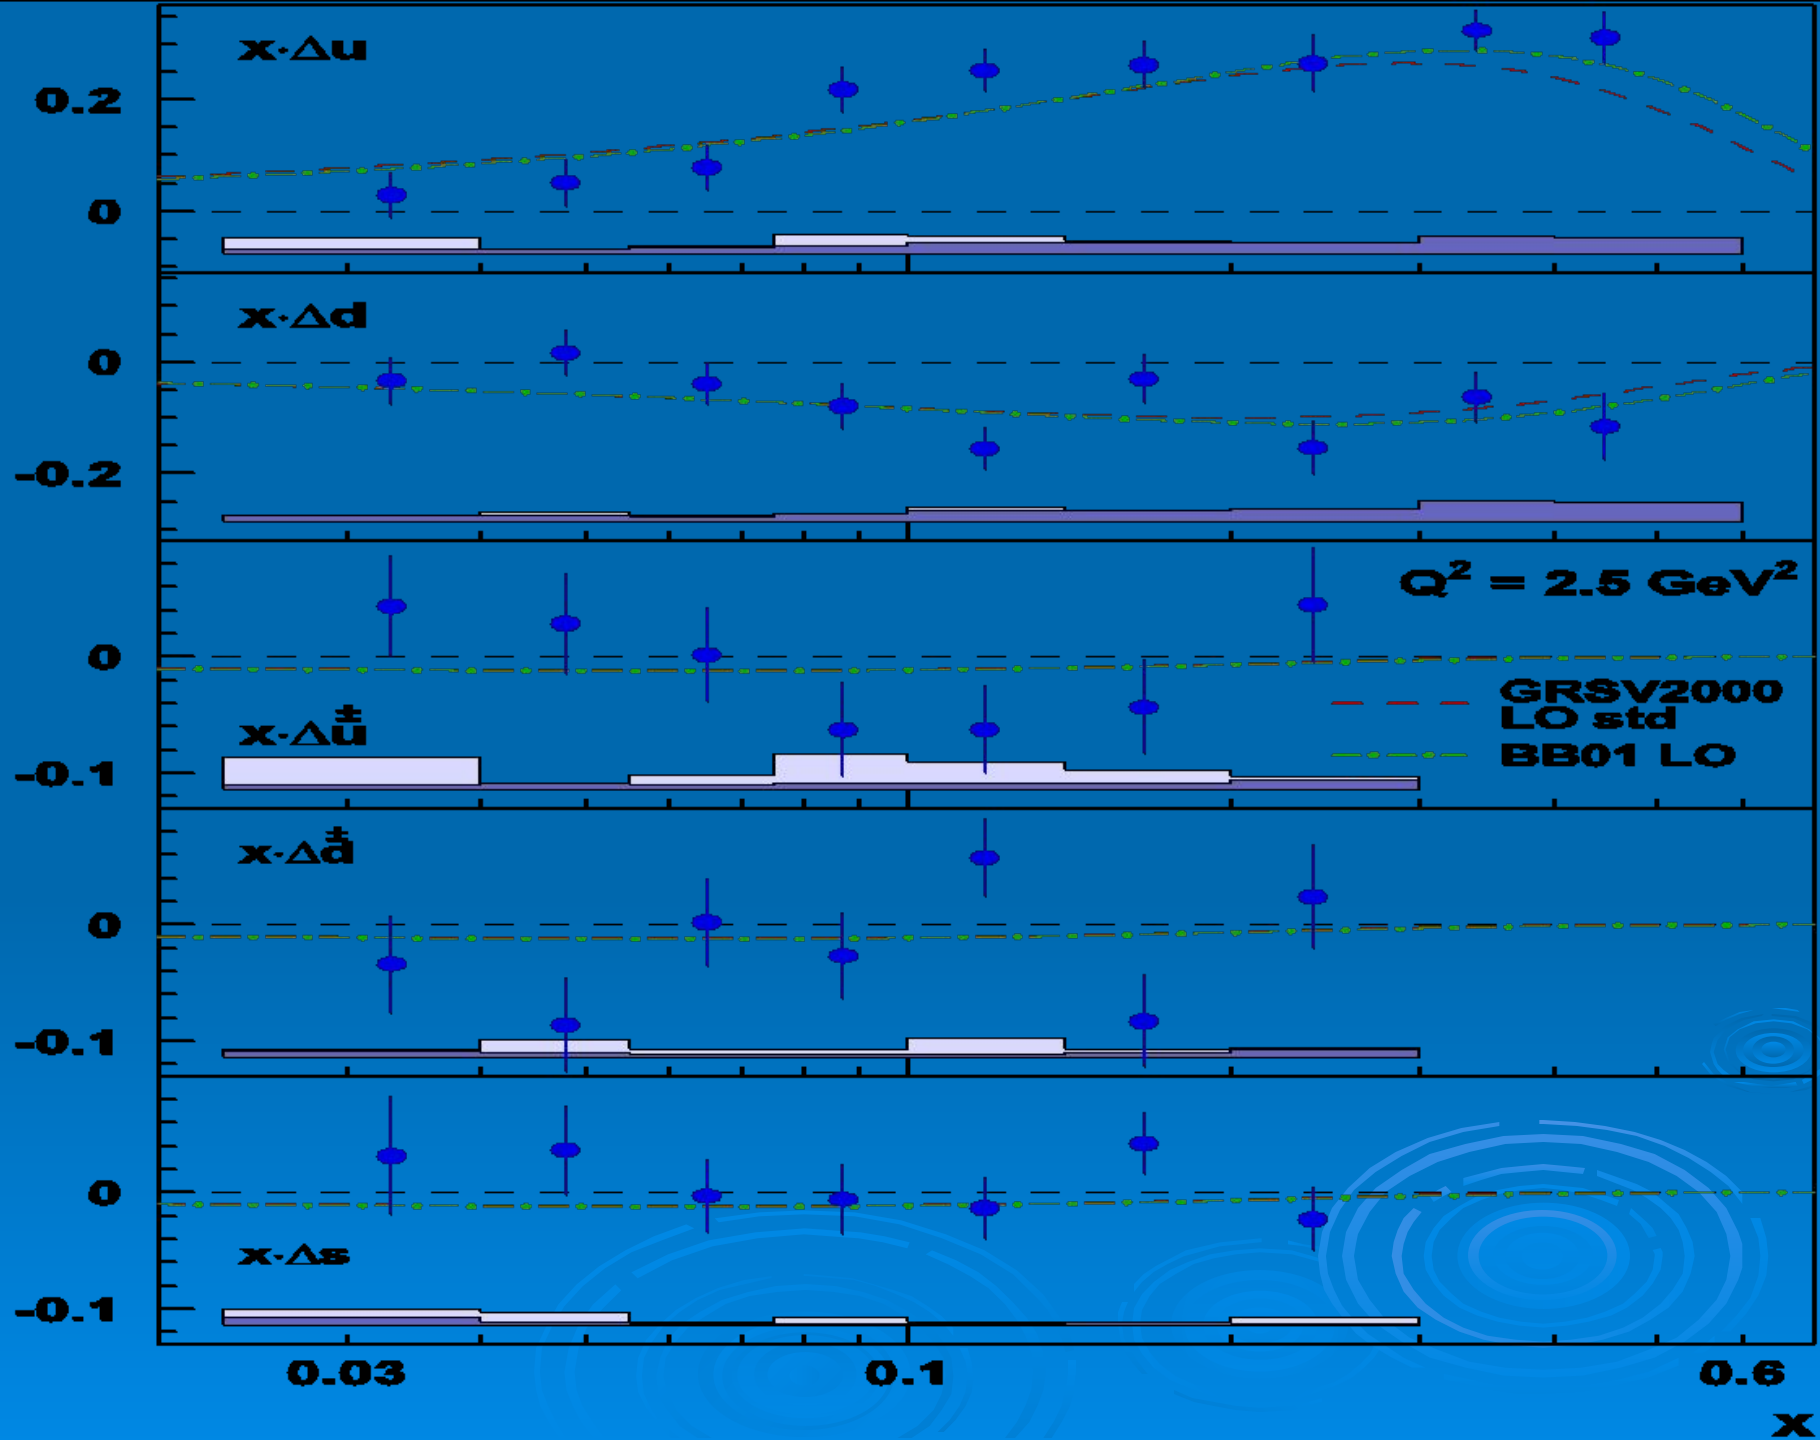 x·Δu
0.2
0
x·Δd
0
-0.2
Q² = 2.5 GeV²
0
GRSV2000
LO std
x·Δu̅
BB01 LO
-0.1
x·Δd̅
0
-0.1
0
x·Δs
-0.1
0.03 0.1 0.6
x